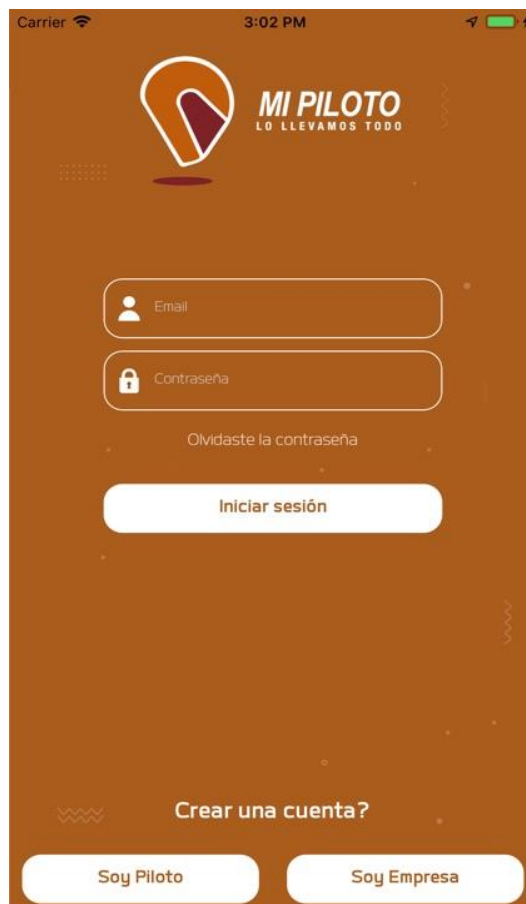 Carrier 3:02 PM
MI PILOTO
LO LLEVAMOS TODO
Email
Contraseña
Olvidaste la contraseña
Iniciar sesión
Crear una cuenta?
Soy Piloto Soy Empresa